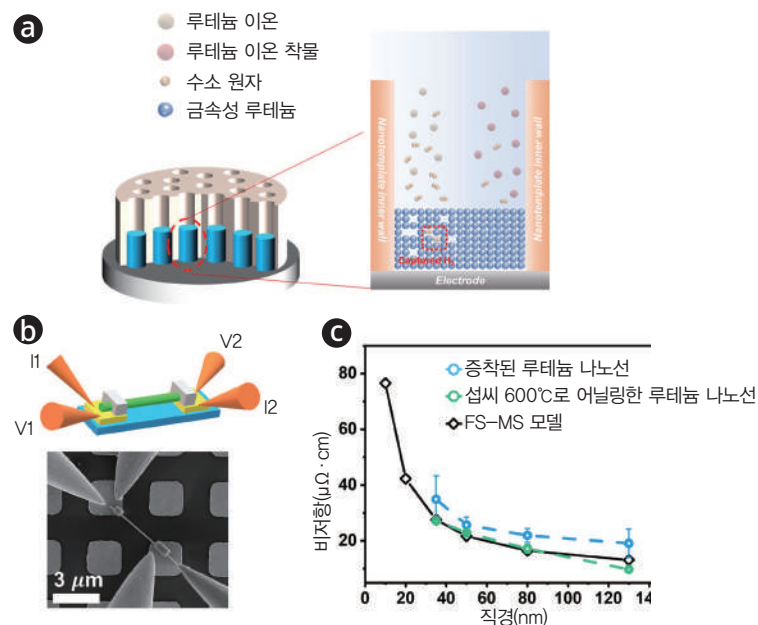 a
루테늄 이온
루테늄 이온 착물
수소 원자
금속성 루테늄
Nanotemplate inner wall
Nanotemplate inner wall
Captured H₂
Electrode
b
I1
V2
V1
I2
3 μm
c
증착된 루테늄 나노선
섭씨 600℃로 어닐링한 루테늄 나노선
FS-MS 모델
비저항(μΩ·cm)
80
60
40
20
0 20 40 60 80 100 120 14
직경(nm)